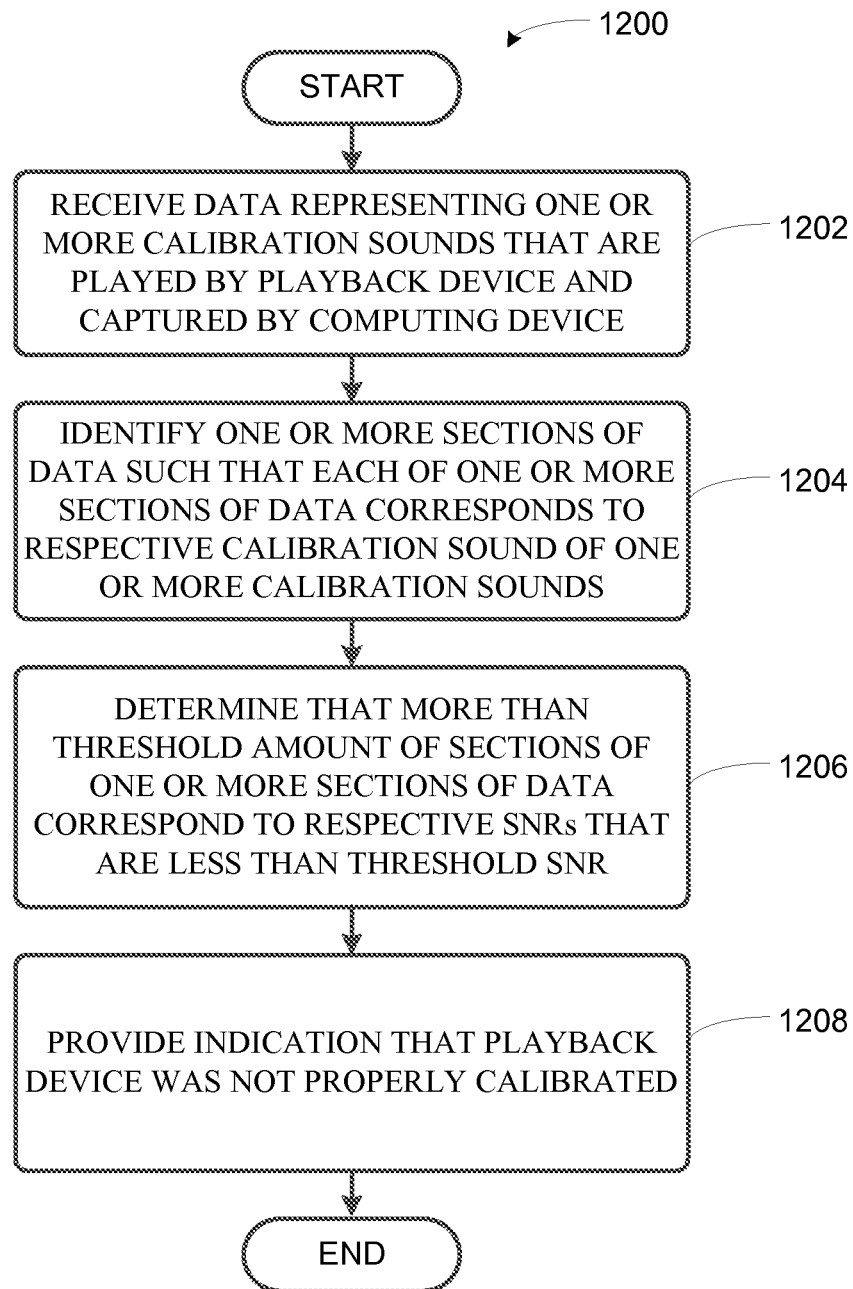 1200
START
RECEIVE DATA REPRESENTING ONE OR
MORE CALIBRATION SOUNDS THAT ARE
PLAYED BY PLAYBACK DEVICE AND
CAPTURED BY COMPUTING DEVICE
1202
IDENTIFY ONE OR MORE SECTIONS OF
DATA SUCH THAT EACH OF ONE OR MORE
SECTIONS OF DATA CORRESPONDS TO
RESPECTIVE CALIBRATION SOUND OF ONE
OR MORE CALIBRATION SOUNDS
1204
DETERMINE THAT MORE THAN
THRESHOLD AMOUNT OF SECTIONS OF
ONE OR MORE SECTIONS OF DATA
CORRESPOND TO RESPECTIVE SNRs THAT
ARE LESS THAN THRESHOLD SNR
1206
PROVIDE INDICATION THAT PLAYBACK
DEVICE WAS NOT PROPERLY CALIBRATED
1208
END